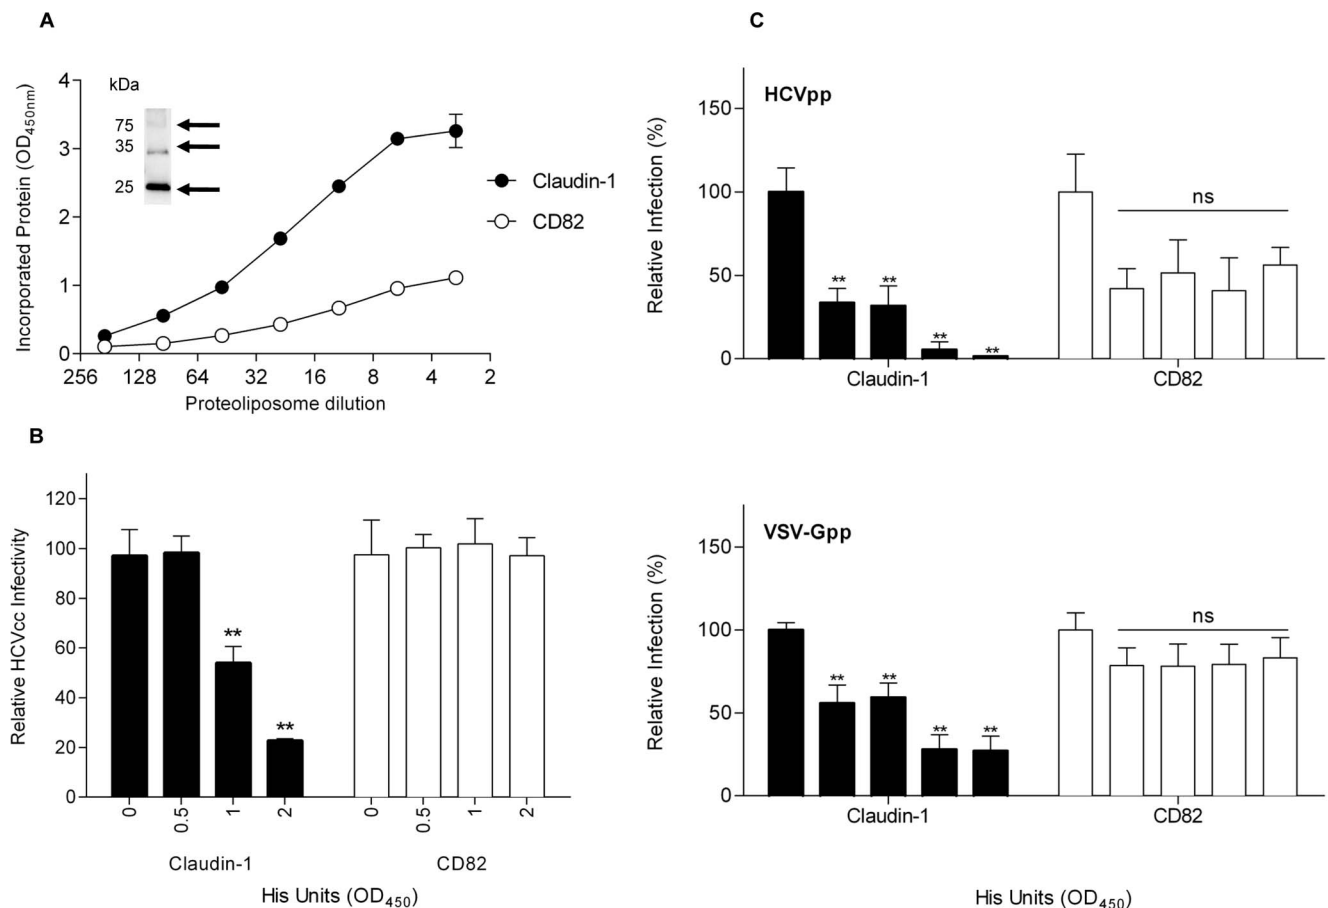 A
kDa
75
35
25
4
3
2
1
0
Incorporated Protein (OD450nm)
256 128 64 32 16 8 4 2
Proteoliposome dilution
Claudin-1
CD82
B
120
100
80
60
40
20
0
Relative HCVcc Infectivity
** **
0 0.5 1 2 0 0.5 1 2
Claudin-1 CD82
His Units (OD450)
C
HCVpp
150
100
50
0
Relative Infection (%)
** ** ** **
ns
Claudin-1 CD82
VSV-Gpp
150
100
50
0
Relative Infection (%)
** ** ** **
ns
Claudin-1 CD82
His Units (OD450)